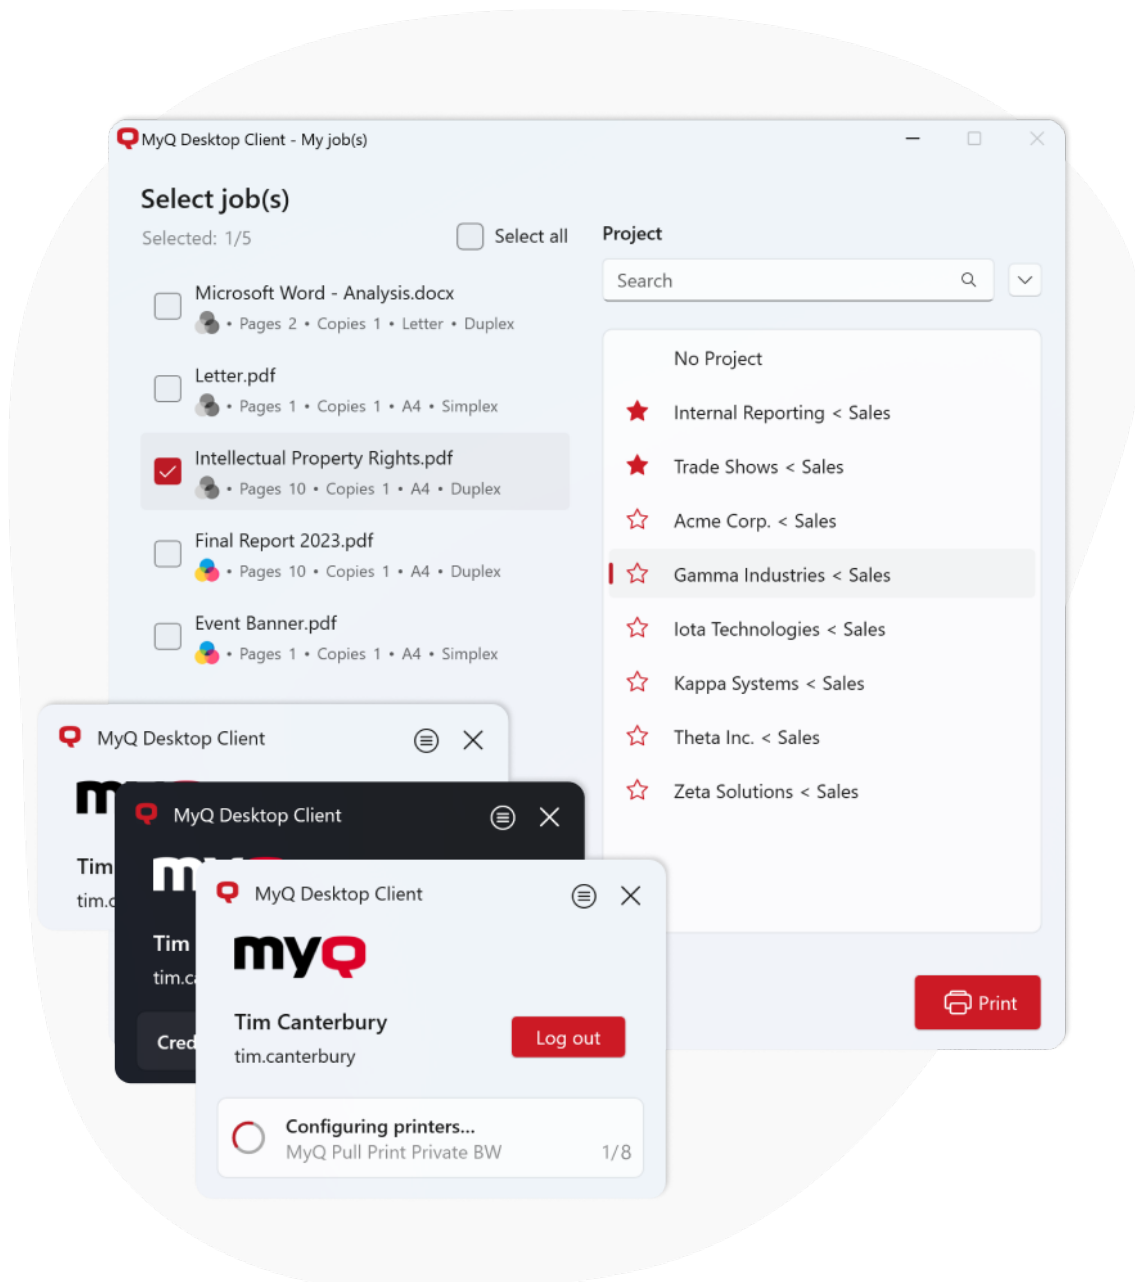 MyQ Desktop Client - My job(s)
Select job(s)
Selected: 1/5
Select all
Microsoft Word - Analysis.docx
• Pages 2 • Copies 1 • Letter • Duplex
Letter.pdf
• Pages 1 • Copies 1 • A4 • Simplex
Intellectual Property Rights.pdf
• Pages 10 • Copies 1 • A4 • Duplex
Final Report 2023.pdf
• Pages 10 • Copies 1 • A4 • Duplex
Event Banner.pdf
• Pages 1 • Copies 1 • A4 • Simplex
Project
Search
No Project
Internal Reporting < Sales
Trade Shows < Sales
Acme Corp. < Sales
Gamma Industries < Sales
Iota Technologies < Sales
Kappa Systems < Sales
Theta Inc. < Sales
Zeta Solutions < Sales
Print
MyQ Desktop Client
Tim
MyQ Desktop Client
Tim
Cred
MyQ Desktop Client
myQ
Tim Canterbury
tim.canterbury
Log out
Configuring printers...
MyQ Pull Print Private BW
1/8